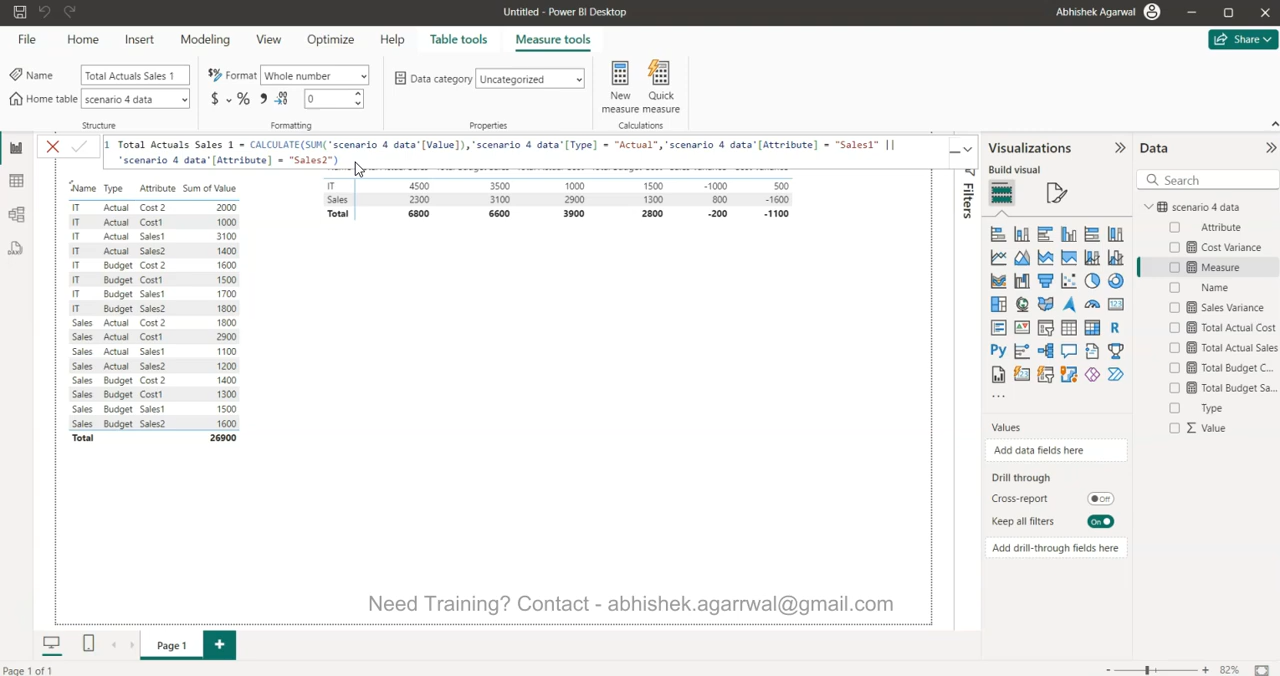 Untitled - Power BI Desktop
Abhishek Agarwal
File Home Insert Modeling View Optimize Help Table tools Measure tools
Share
Name Total Actuals Sales 1
Home table scenario 4 data
Structure
Format Whole number
$ % , 0
Formatting
Data category Uncategorized
Properties
New measure
Quick measure
Calculations
1 Total Actuals Sales 1 = CALCULATE(SUM('scenario 4 data'[Value]),'scenario 4 data'[Type] = "Actual",'scenario 4 data'[Attribute] = "Sales1" ||
'scenario 4 data'[Attribute] = "Sales2")
Name Type Attribute Sum of Value
IT Actual Cost 2 2000
IT Actual Cost1 1000
IT Actual Sales1 3100
IT Actual Sales2 1400
IT Budget Cost 2 1600
IT Budget Cost1 1500
IT Budget Sales1 1700
IT Budget Sales2 1800
Sales Actual Cost 2 1800
Sales Actual Cost1 2900
Sales Actual Sales1 1100
Sales Actual Sales2 1200
Sales Budget Cost 2 1400
Sales Budget Cost1 1300
Sales Budget Sales1 1500
Sales Budget Sales2 1600
Total 26900
IT 4500 3500 1000 1500 -1000 500
Sales 2300 3100 2900 1300 800 -1600
Total 6800 6600 3900 2800 -200 -1100
Need Training? Contact - abhishek.agarrwal@gmail.com
Filters
Visualizations
Build visual
R
Py
123
...
Values
Add data fields here
Drill through
Cross-report Off
Keep all filters On
Add drill-through fields here
Data
Search
scenario 4 data
Attribute
Cost Variance
Measure
Name
Sales Variance
Total Actual Cost
Total Actual Sales
Total Budget C...
Total Budget Sa...
Type
Σ Value
Page 1
+
Page 1 of 1
- + 82%